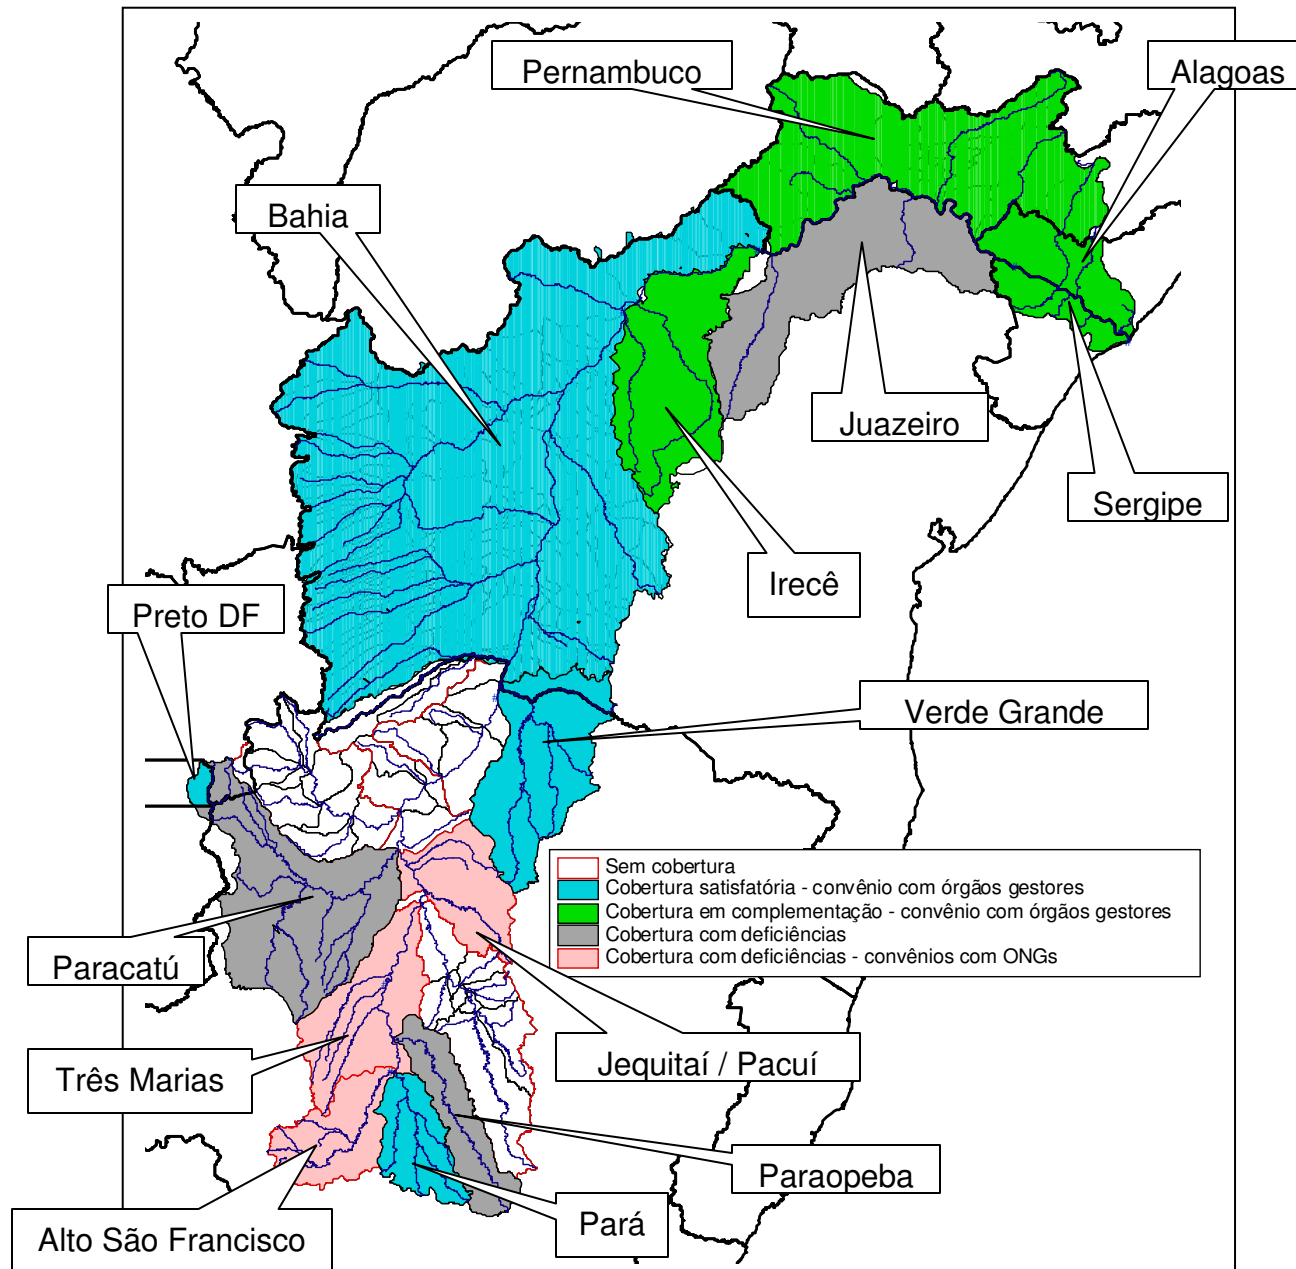 Pernambuco
Alagoas
Bahia
Juazeiro
Sergipe
Irecê
Preto DF
Verde Grande
Sem cobertura
Cobertura satisfatória - convênio com órgãos gestores
Cobertura em complementação - convênio com órgãos gestores
Cobertura com deficiências
Cobertura com deficiências - convênios com ONGs
Paracatú
Jequitaí / Pacuí
Três Marias
Paraopeba
Pará
Alto São Francisco